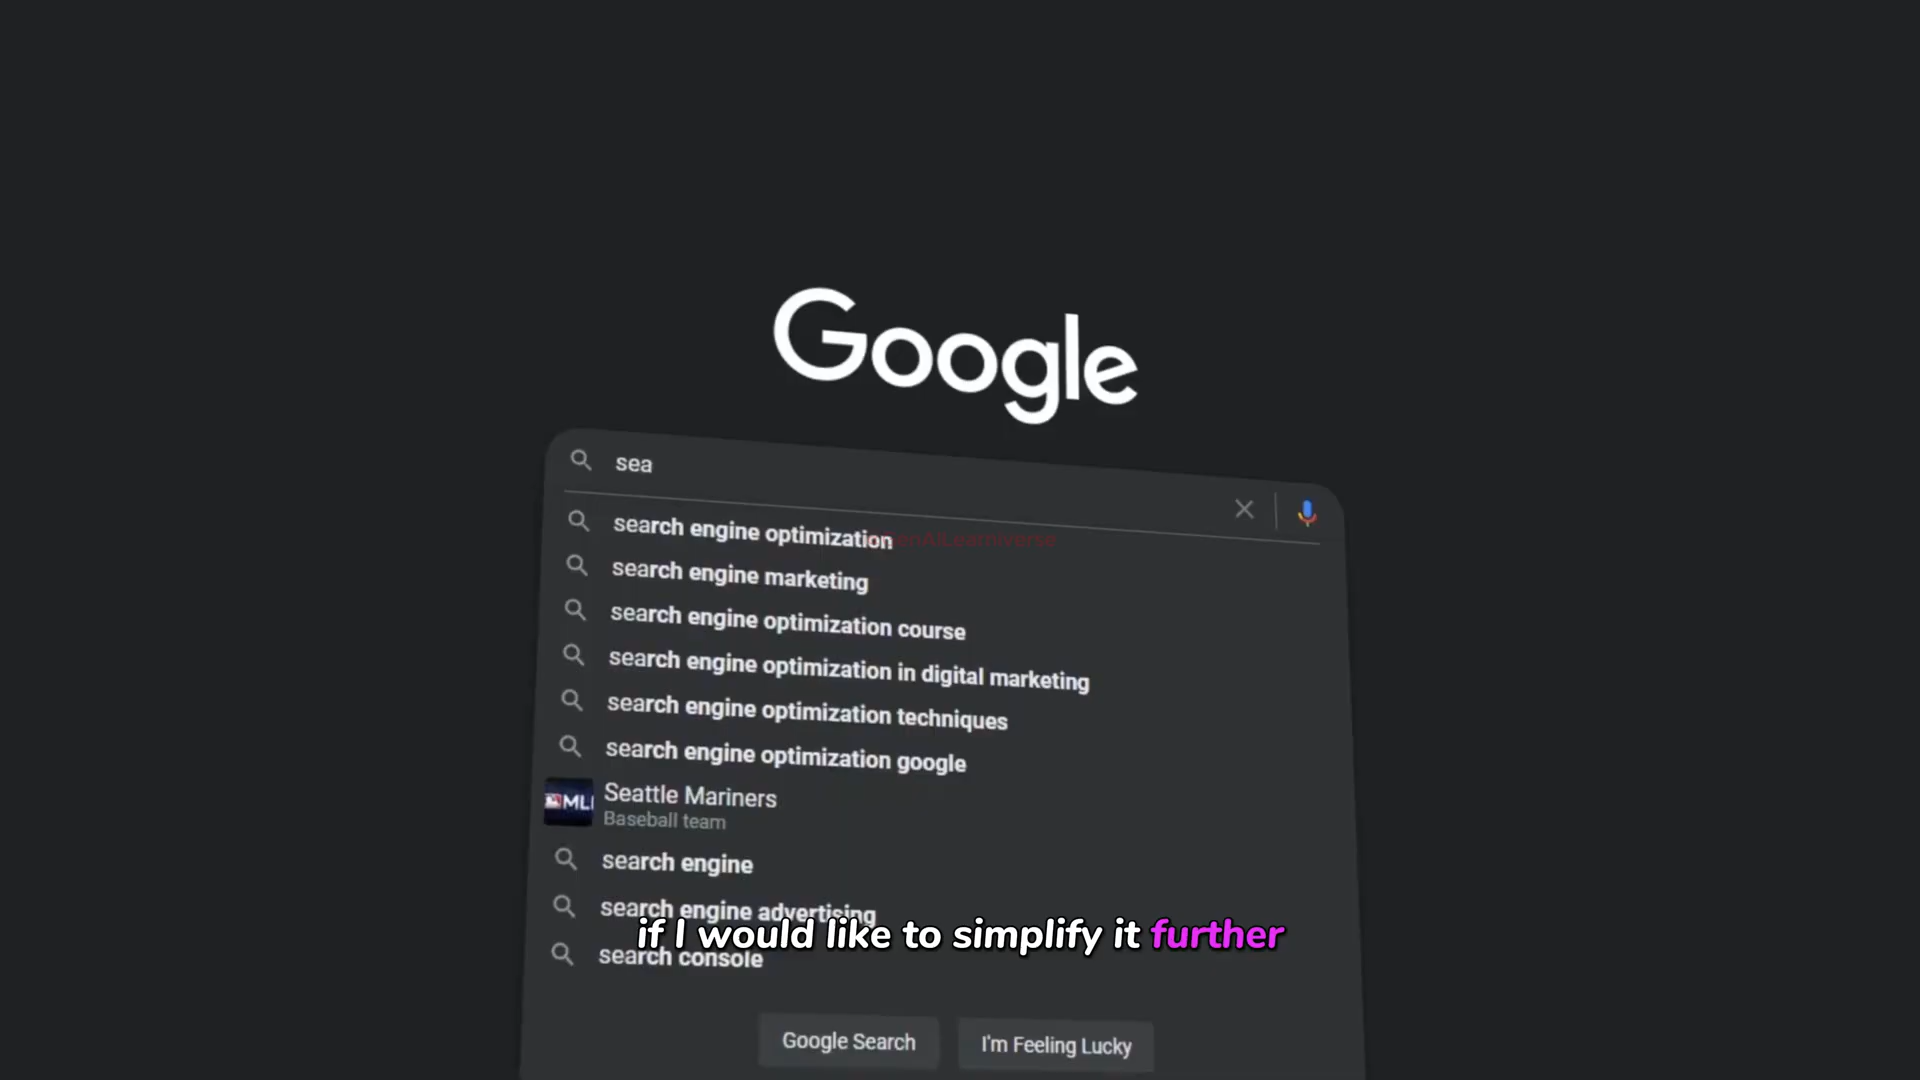 Google
sea
search engine optimization
@GenAILearniverse
search engine marketing
search engine optimization course
search engine optimization in digital marketing
search engine optimization techniques
search engine optimization google
MLB
Seattle Mariners
Baseball team
search engine
search engine advertising
if I would like to simplify it further
search console
Google Search
I'm Feeling Lucky